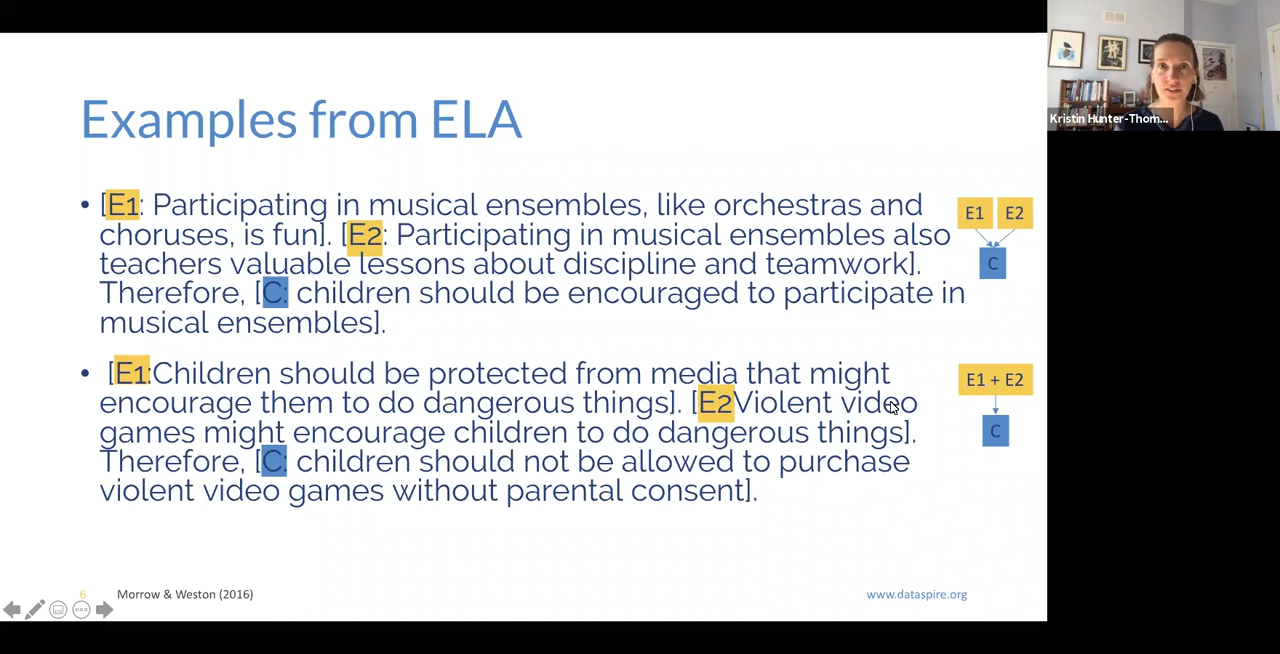 Examples from ELA
• [E1: Participating in musical ensembles, like orchestras and
choruses, is fun]. [E2: Participating in musical ensembles also
teachers valuable lessons about discipline and teamwork].
Therefore, [C: children should be encouraged to participate in
musical ensembles].
E1 E2
C
• [E1:Children should be protected from media that might
encourage them to do dangerous things]. [E2Violent video
games might encourage children to do dangerous things].
Therefore, [C: children should not be allowed to purchase
violent video games without parental consent].
E1 + E2
C
6 Morrow & Weston (2016) www.dataspire.org
Kristin Hunter-Thom...